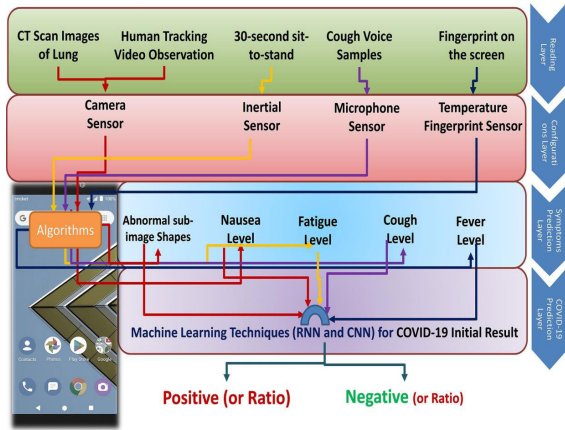 CT Scan Images
of Lung
Human Tracking
Video Observation
30-second sit-
to-stand
Cough Voice
Samples
Fingerprint on
the screen
Reading
Layer
Camera
Sensor
Inertial
Sensor
Microphone
Sensor
Temperature
Fingerprint Sensor
Configurati
ons Layer
Algorithms
Abnormal sub-
image Shapes
Nausea
Level
Fatigue
Level
Cough
Level
Fever
Level
Symptoms
Prediction
Layer
Contacts
Photos
Play Store
Google
Machine Learning Techniques (RNN and CNN) for COVID-19 Initial Result
COVID-19
Prediction
Layer
Positive (or Ratio)
Negative (or Ratio)